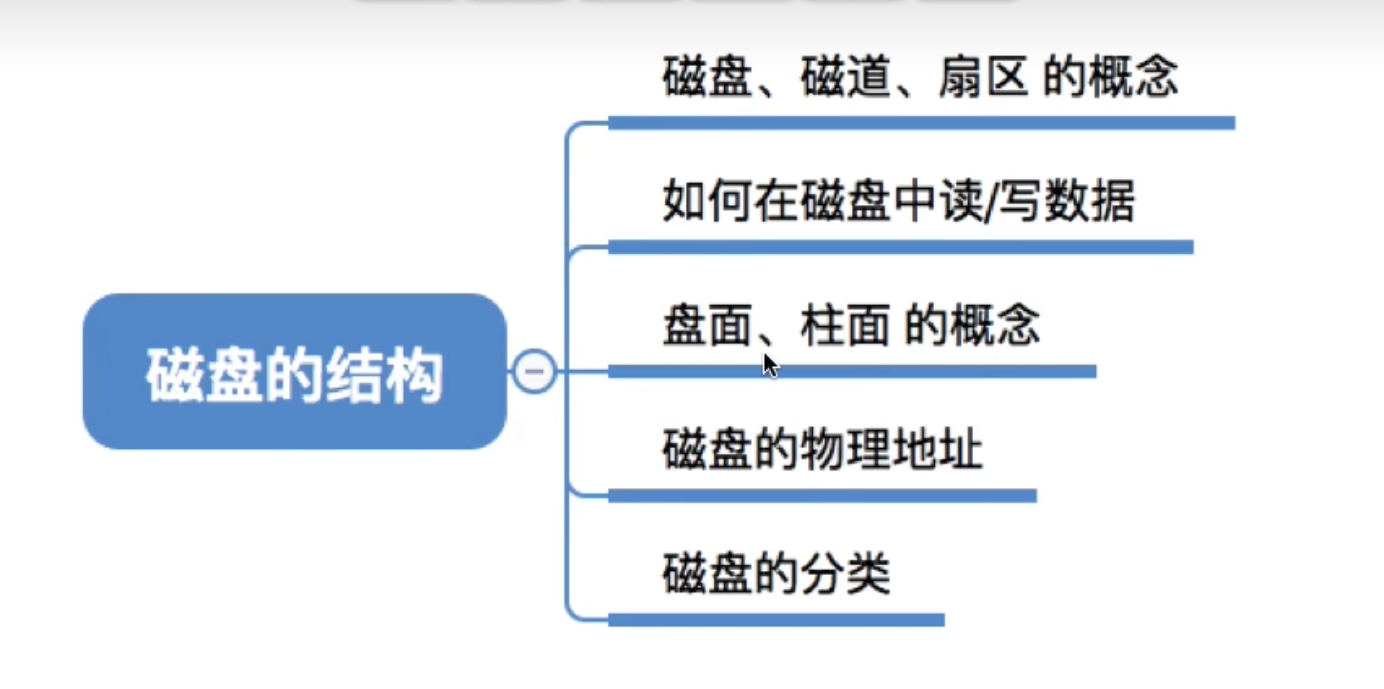 磁盘、磁道、扇区 的概念
如何在磁盘中读/写数据
盘面、柱面 的概念
磁盘的结构
磁盘的物理地址
磁盘的分类